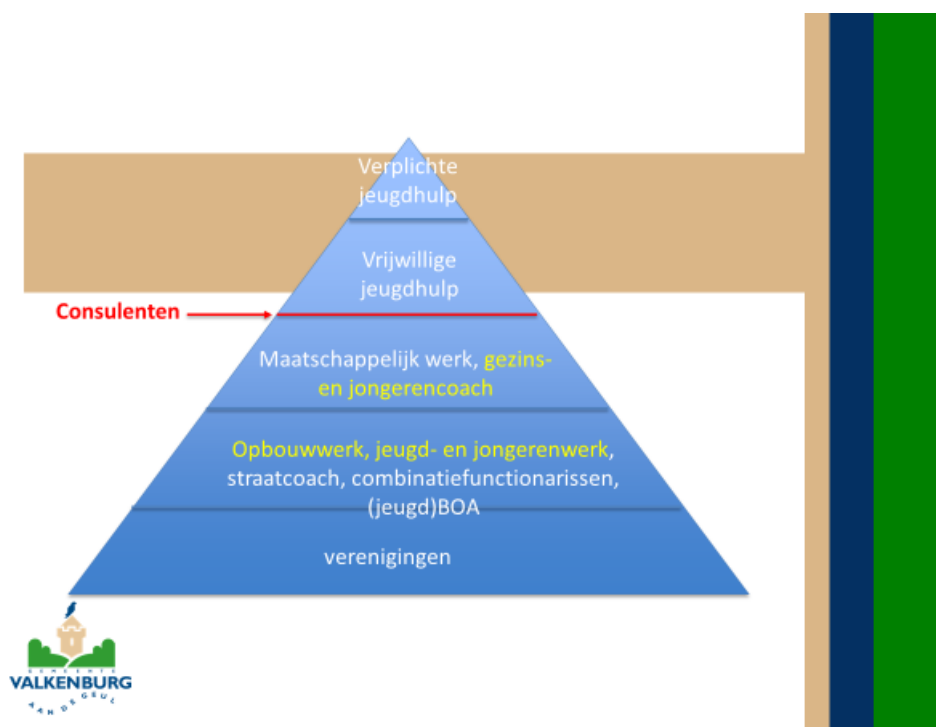 Verplichte
jeugdhulp
Vrijwillige
jeugdhulp
Consulenten
Maatschappelijk werk, gezins-
en jongerencoach
Opbouwwerk, jeugd- en jongerenwerk,
straatcoach, combinatiefunctionarissen,
(jeugd)BOA
verenigingen
GEMEENTE
VALKENBURG
AAN DE GEUL